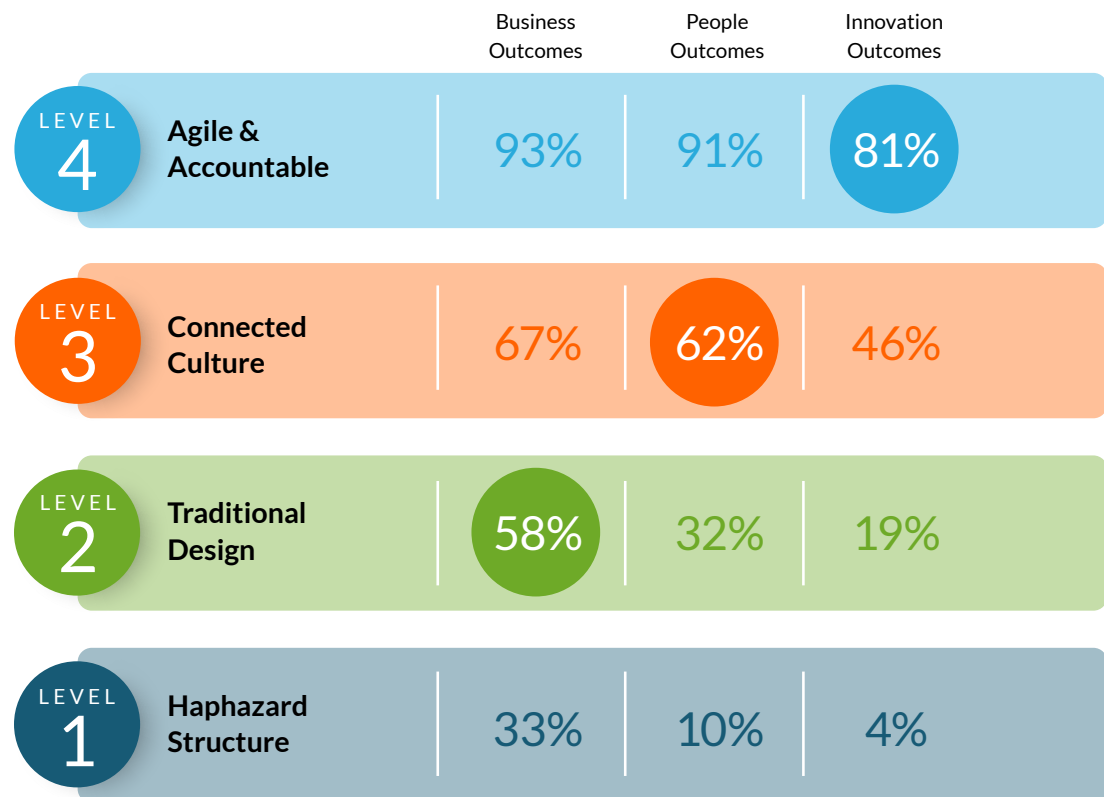 Business
Outcomes
People
Outcomes
Innovation
Outcomes
LEVEL
4
Agile &
Accountable
93%
91%
81%
LEVEL
3
Connected
Culture
67%
62%
46%
LEVEL
2
Traditional
Design
58%
32%
19%
LEVEL
1
Haphazard
Structure
33%
10%
4%